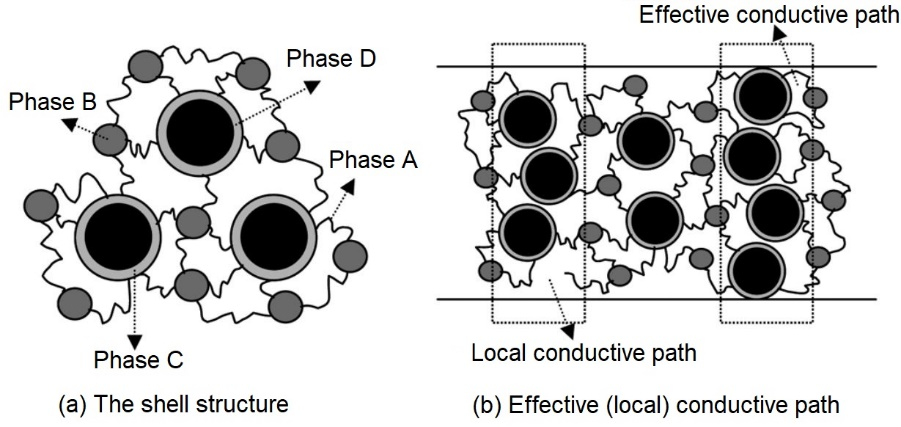 Effective conductive path
Phase D
Phase B
Phase A
Local conductive path
Phase C
(a) The shell structure
(b) Effective (local) conductive path